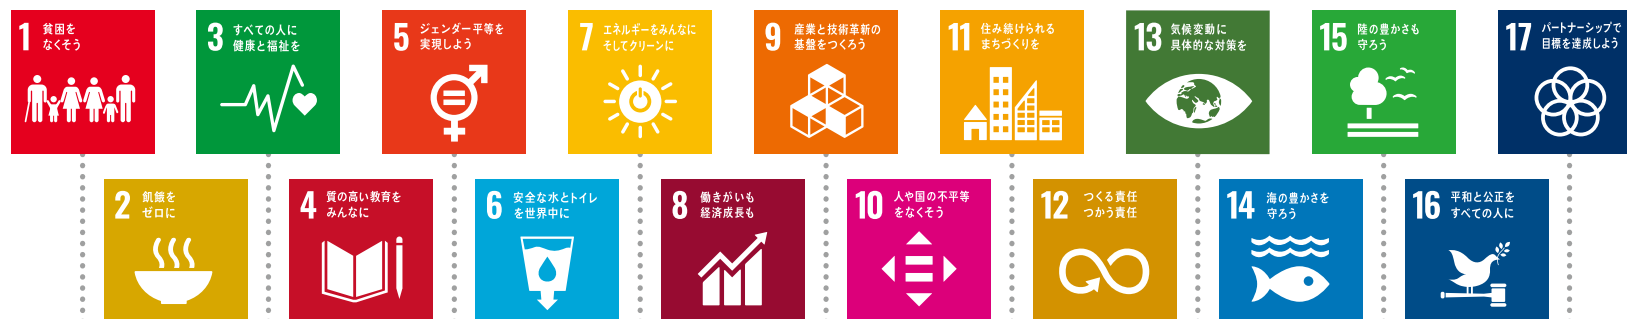 1 貧困を
なくそう
3 すべての人に
健康と福祉を
5 ジェンダー平等を
実現しよう
7 エネルギーをみんなに
そしてクリーンに
9 産業と技術革新の
基盤をつくろう
11 住み続けられる
まちづくりを
13 気候変動に
具体的な対策を
15 陸の豊かさも
守ろう
17 パートナーシップで
目標を達成しよう
2 飢餓を
ゼロに
4 質の高い教育を
みんなに
6 安全な水とトイレ
を世界中に
8 働きがいも
経済成長も
10 人や国の不平等
をなくそう
12 つくる責任
つかう責任
14 海の豊かさを
守ろう
16 平和と公正を
すべての人に